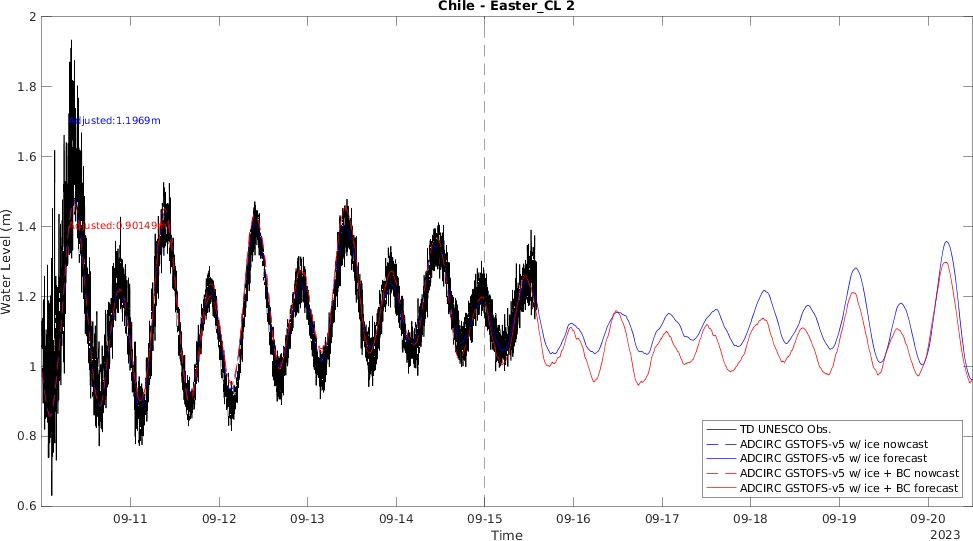 Chile - Easter_CL 2
2
1.8
1.6
1.4
1.2
1
0.8
0.6
Water Level (m)
Adjusted:1.1969m
Adjusted:0.90149m
TD UNESCO Obs.
ADCIRC GSTOFS-v5 w/ ice nowcast
ADCIRC GSTOFS-v5 w/ ice forecast
ADCIRC GSTOFS-v5 w/ ice + BC nowcast
ADCIRC GSTOFS-v5 w/ ice + BC forecast
09-11 09-12 09-13 09-14 09-15 09-16 09-17 09-18 09-19 09-20
2023
Time